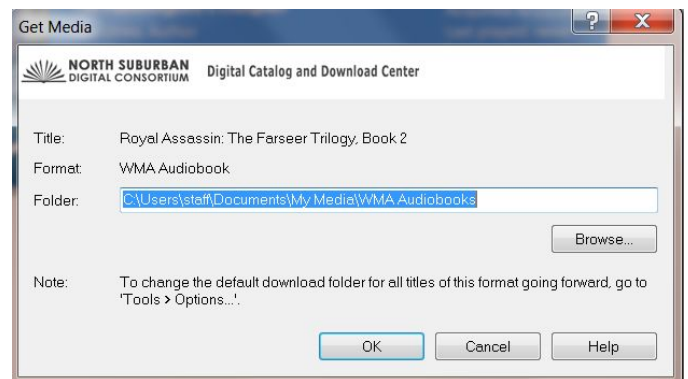 Get Media
NORTH SUBURBAN
DIGITAL CONSORTIUM
Digital Catalog and Download Center
Title: Royal Assassin: The Farseer Trilogy, Book 2
Format: WMA Audiobook
Folder: C:\Users\staff\Documents\My Media\WMA Audiobooks
Browse...
Note: To change the default download folder for all titles of this format going forward, go to
'Tools > Options...'.
OK Cancel Help